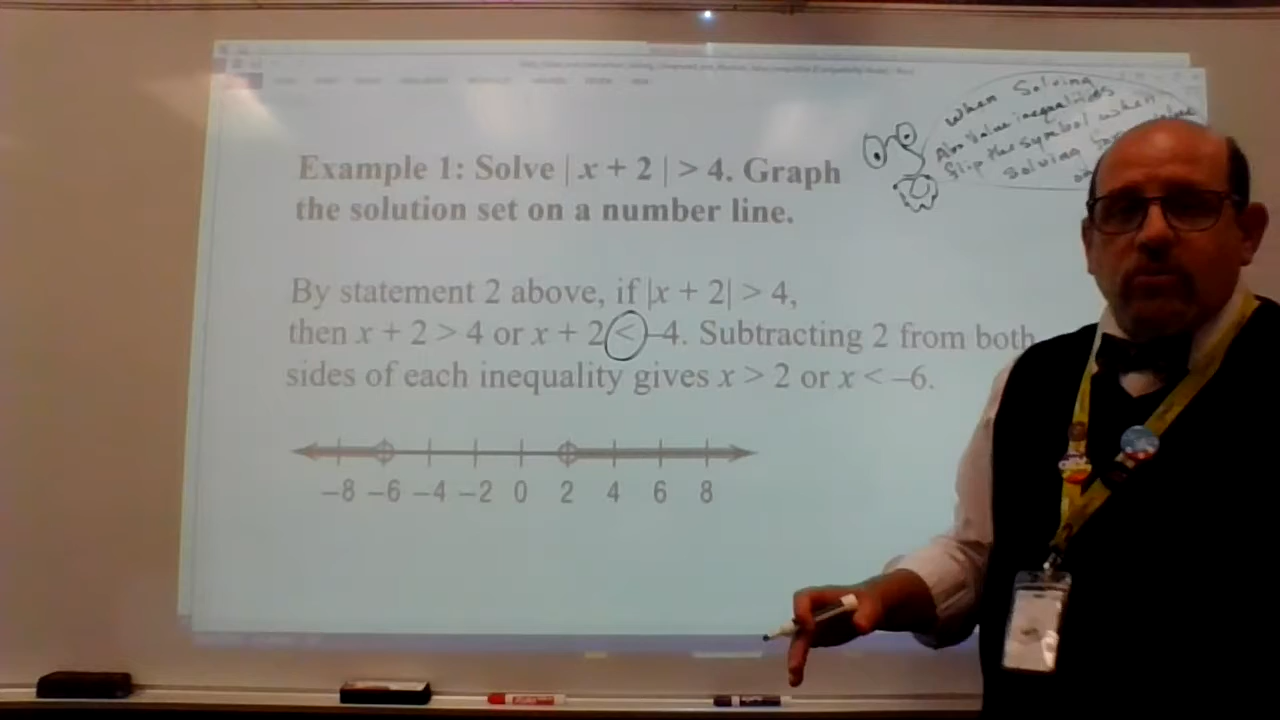 When Solving
Abs Value inequalities
flip the symbol when
Solving for
Example 1: Solve | x + 2 | > 4. Graph
the solution set on a number line.
By statement 2 above, if |x + 2| > 4,
then x + 2 > 4 or x + 2 < –4. Subtracting 2 from both
sides of each inequality gives x > 2 or x < –6.
–8 –6 –4 –2 0 2 4 6 8